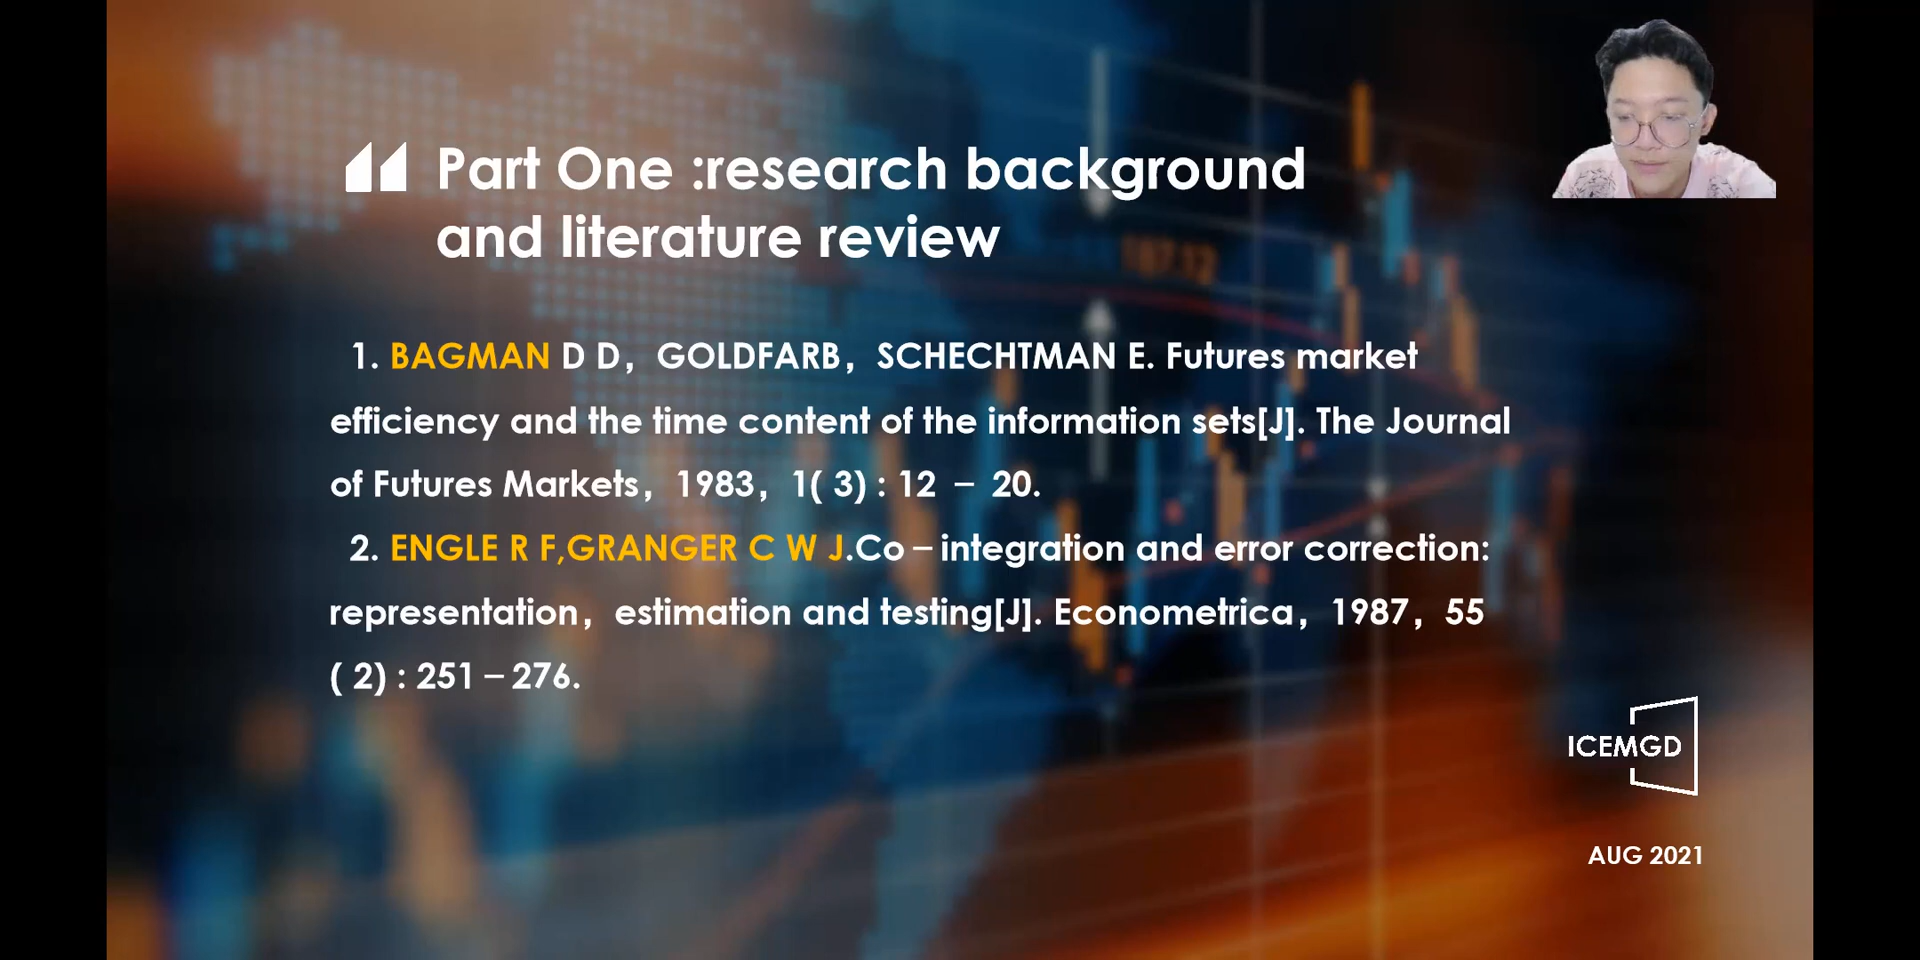 Part One :research background
and literature review
187.12
1. BAGMAN D D， GOLDFARB， SCHECHTMAN E. Futures market
efficiency and the time content of the information sets[J]. The Journal
of Futures Markets， 1983， 1( 3) : 12 － 20.
2. ENGLE R F,GRANGER C W J.Co－integration and error correction:
representation， estimation and testing[J]. Econometrica， 1987， 55
( 2) : 251－276.
ICEMGD
AUG 2021